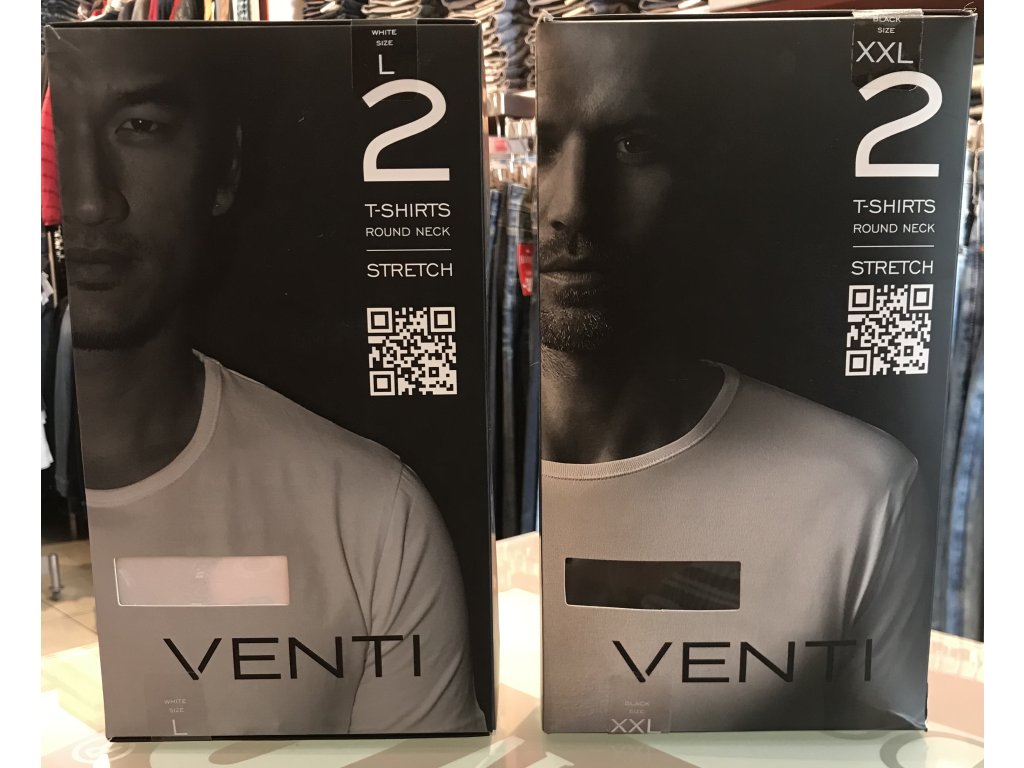 WHITE
SIZE
L
2
T-SHIRTS
ROUND NECK
STRETCH
VENTI
WHITE
SIZE
L
BLACK
SIZE
XXL
2
T-SHIRTS
ROUND NECK
STRETCH
VENTI
BLACK
SIZE
XXL